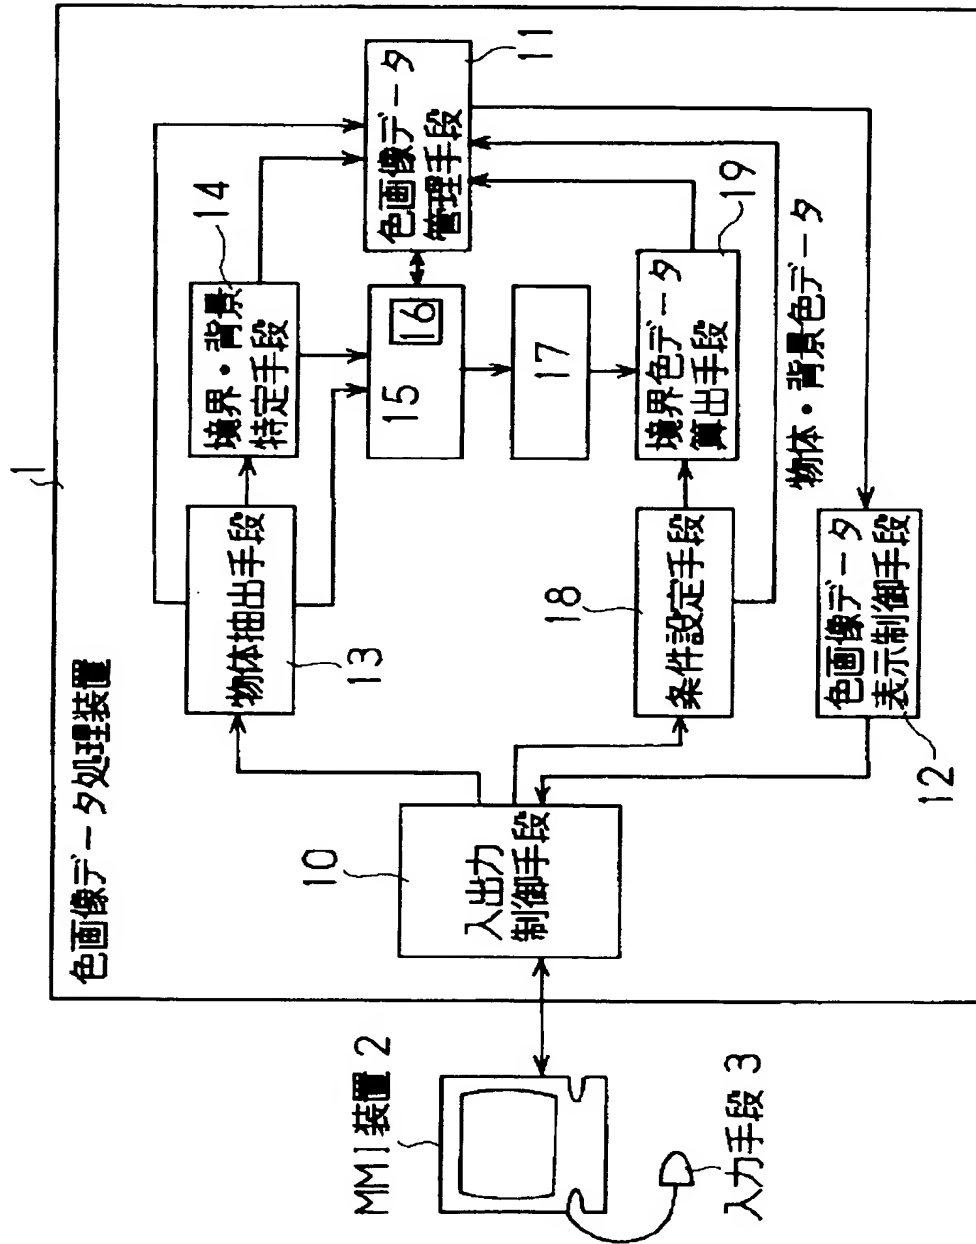 1
色画像データ処理装置
MMI装置 2
入力手段 3
10
入出力
制御手段
物体抽出手段
13
境界・背景
特定手段
14
15
16
17
色画像データ
管理手段
11
18
条件設定手段
境界色データ
算出手段
19
物体・背景色データ
色画像データ
表示制御手段
12